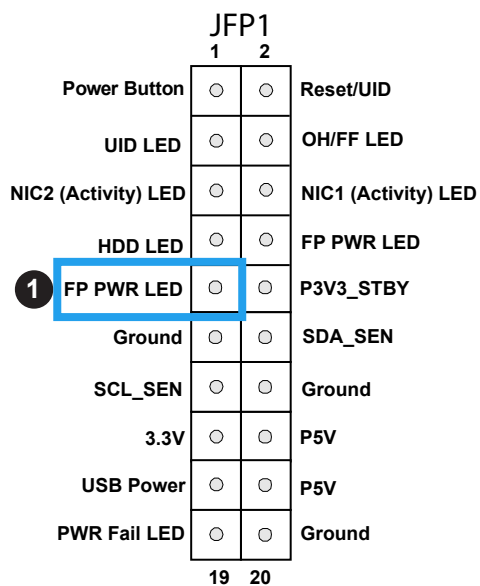 JFP1
1 2
Power Button Reset/UID
UID LED OH/FF LED
NIC2 (Activity) LED NIC1 (Activity) LED
HDD LED FP PWR LED
1 FP PWR LED P3V3_STBY
Ground SDA_SEN
SCL_SEN Ground
3.3V P5V
USB Power P5V
PWR Fail LED Ground
19 20